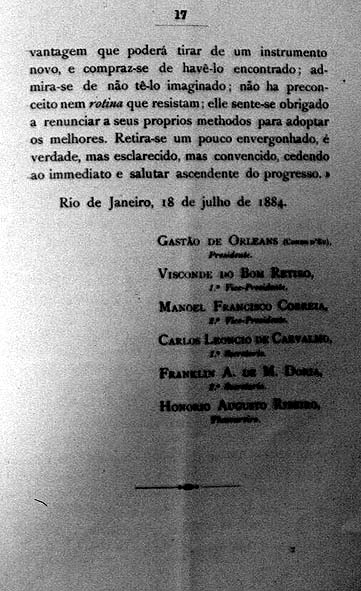 17
vantagem que poderá tirar de um instrumento
novo, e compraz-se de havê-lo encontrado; ad-
mira-se de não tê-lo imaginado; não ha precon-
ceito nem rotina que resistam; elle sente-se obrigado
a renunciar a seus proprios methodos para adoptar
os melhores. Retira-se um pouco envergonhado, é
verdade, mas esclarecido, mas convencido, cedendo
ao immediato e salutar ascendente do progresso.»
Rio de Janeiro, 18 de julho de 1884.
GASTÃO DE ORLEANS (CONDE D'EU),
Presidente.
VISCONDE DO BOM RETIRO,
1.º Vice-Presidente.
MANOEL FRANCISCO CORREIA,
2.º Vice-Presidente.
CARLOS LEONCIO DE CARVALHO,
1.º Secretario.
FRANKLIN A. DE M. DORIA,
2.º Secretario.
HONORIO AUGUSTO RIBEIRO,
Thesoureiro.